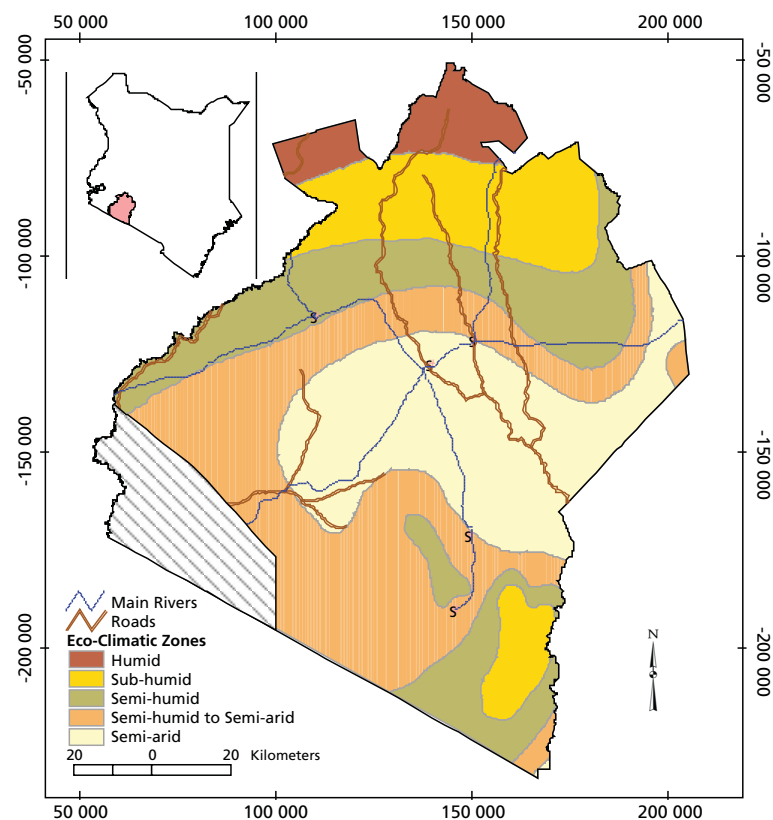 50 000 100 000 150 000 200 000
-50 000 -50 000
-100 000 -100 000
S
S
S
-150 000 -150 000
S
S
Main Rivers
Roads
Eco-Climatic Zones
Humid
Sub-humid
Semi-humid
Semi-humid to Semi-arid
Semi-arid
20 0 20 Kilometers
N
-200 000 -200 000
50 000 100 000 150 000 200 000